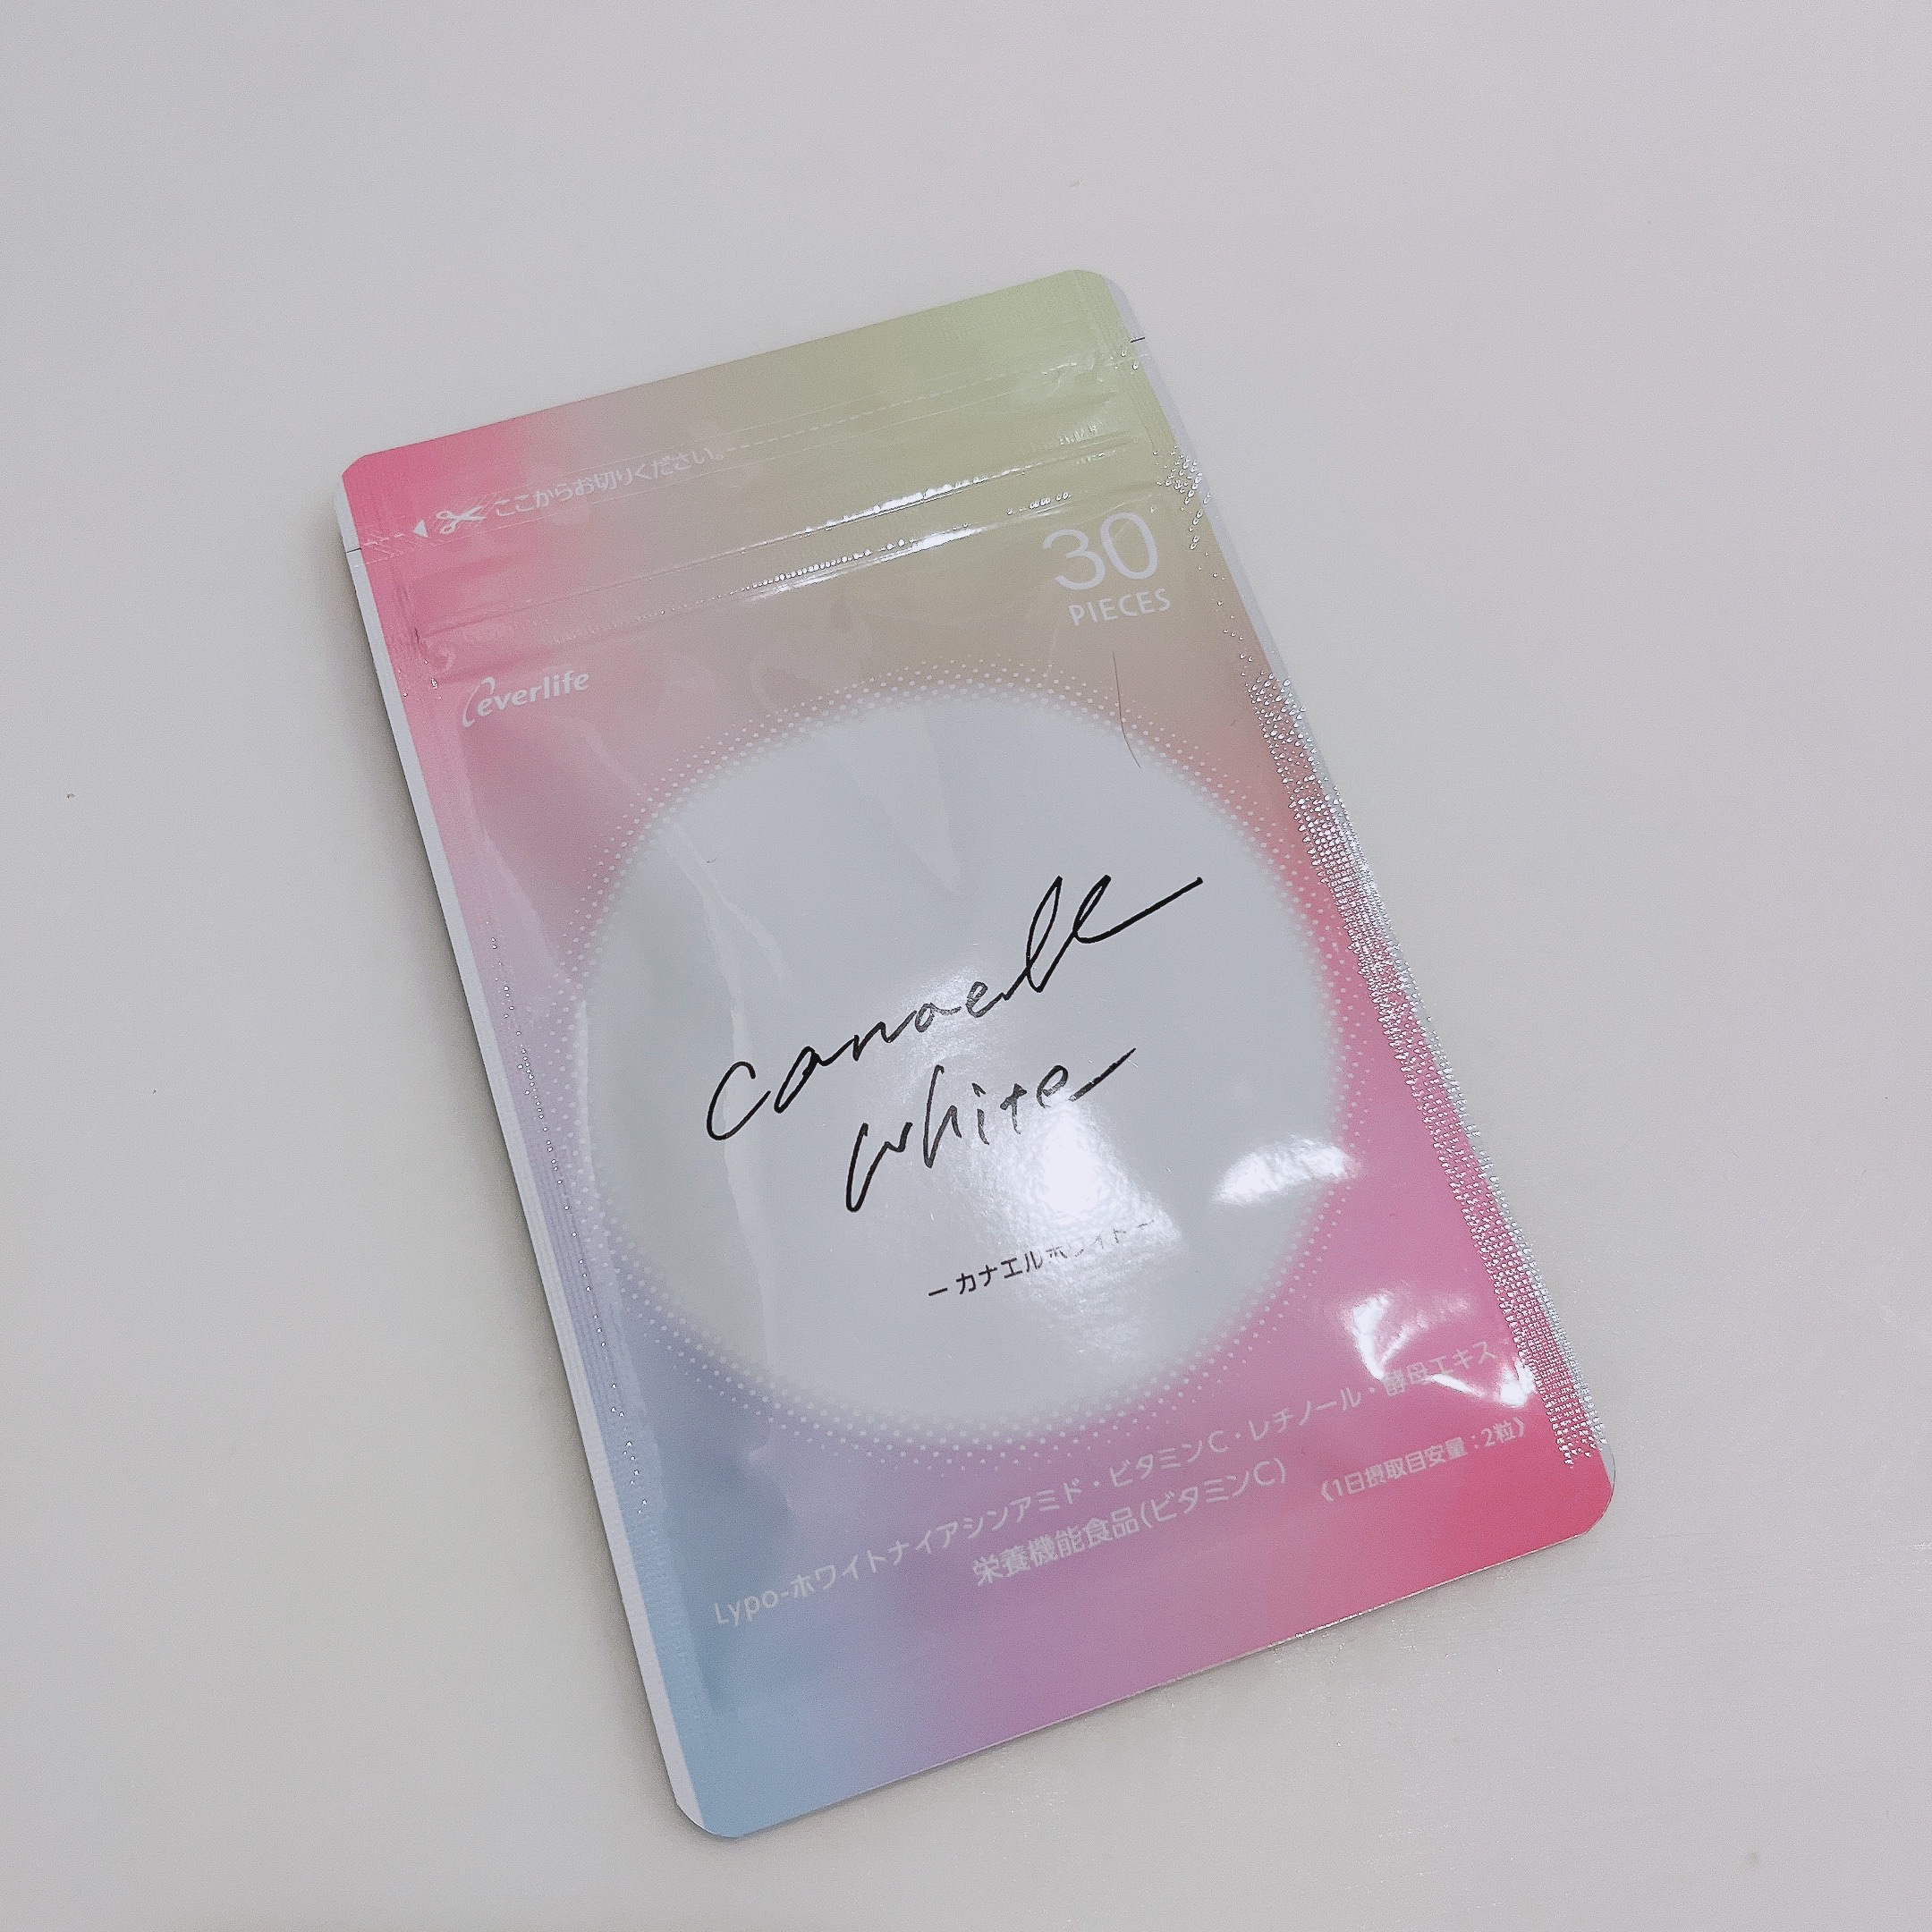 ここからお切りください。
30
PIECES
everlife
canaelle
white
ー カナエルホワイト ー
Lypo-ホワイトナイアシンアミド・ビタミンC・レチノール・酵母エキス
栄養機能食品(ビタミンC)
《1日摂取目安量:2粒》